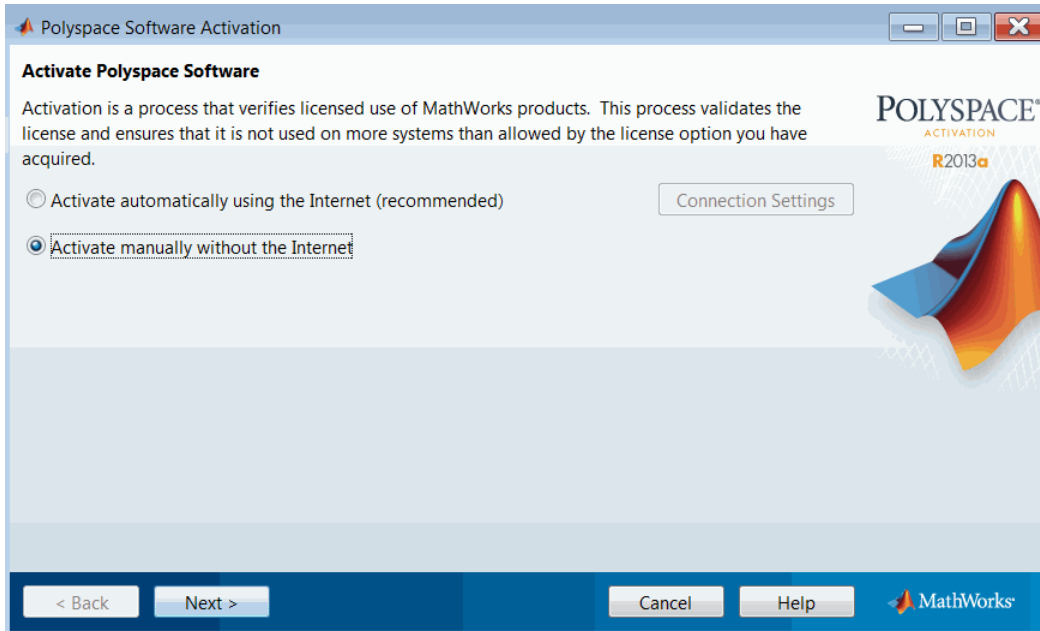 Polyspace Software Activation
Activate Polyspace Software
Activation is a process that verifies licensed use of MathWorks products. This process validates the
license and ensures that it is not used on more systems than allowed by the license option you have
acquired.
POLYSPACE®
ACTIVATION
R2013a
Activate automatically using the Internet (recommended)
Connection Settings
Activate manually without the Internet
< Back
Next >
Cancel
Help
MathWorks®